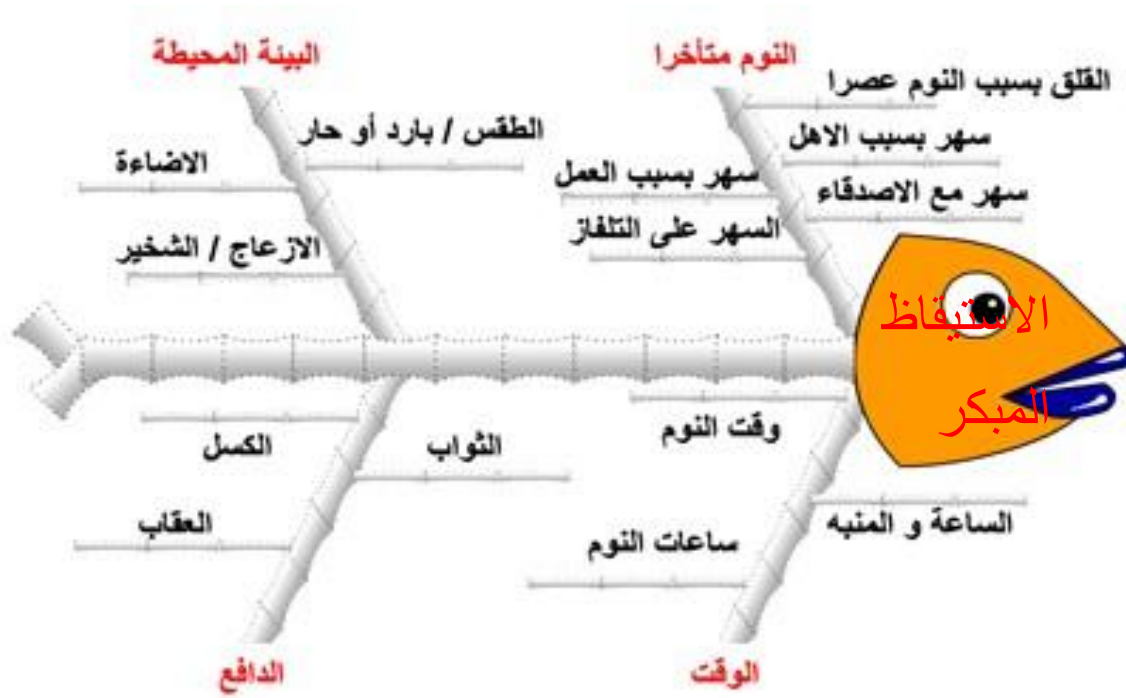 النوم متأخرا
البيئة المحيطة
القلق بسبب النوم عصرا
سهر بسبب الاهل
سهر مع الاصدقاء
سهر بسبب العمل
السهر على التلفاز
الطقس / بارد أو حار
الاضاءة
الازعاج / الشخير
الاستيقاظ
المبكر
وقت النوم
الساعة و المنبه
ساعات النوم
الكسل
الثواب
العقاب
الوقت
الدافع